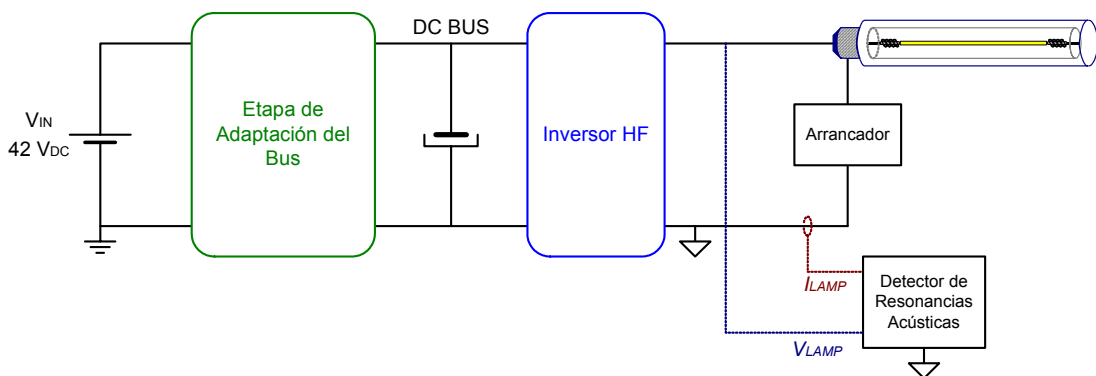 DC BUS
VIN
42 VDC
Etapa de
Adaptación del
Bus
Inversor HF
Arrancador
ILAMP
VLAMP
Detector de
Resonancias
Acústicas